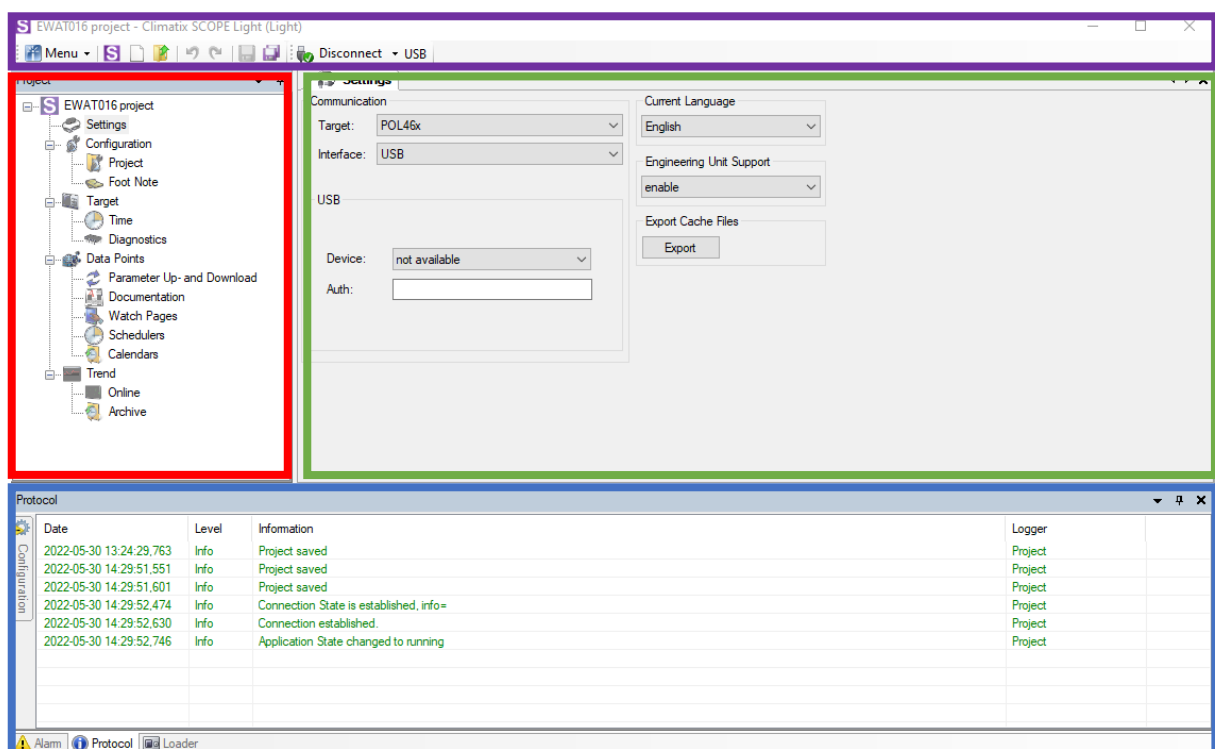 S EWAT016 project - Climatix SCOPE Light (Light)
Menu S Disconnect USB
Project
S EWAT016 project
Settings
Configuration
Project
Foot Note
Target
Time
Diagnostics
Data Points
Parameter Up- and Download
Documentation
Watch Pages
Schedulers
Calendars
Trend
Online
Archive
Settings
Communication
Target: POL46x
Interface: USB
USB
Device: not available
Auth:
Current Language
English
Engineering Unit Support
enable
Export Cache Files
Export
Protocol
Configuration
Date Level Information Logger
2022-05-30 13:24:29,763 Info Project saved Project
2022-05-30 14:29:51,551 Info Project saved Project
2022-05-30 14:29:51,601 Info Project saved Project
2022-05-30 14:29:52,474 Info Connection State is established, info= Project
2022-05-30 14:29:52,630 Info Connection established. Project
2022-05-30 14:29:52,746 Info Application State changed to running Project
Alarm Protocol Loader